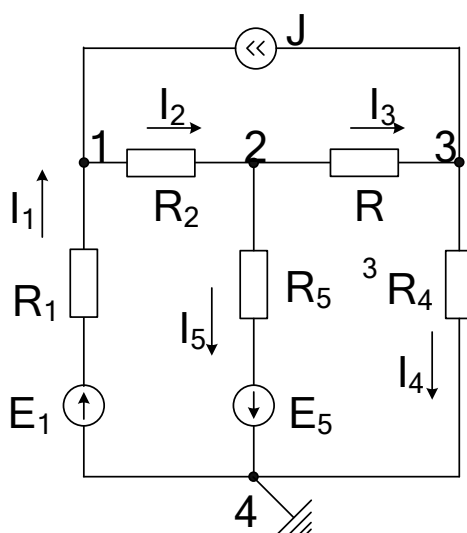 J
I₂ I₃
1 2 3
R₂ R
I₁
R₁ R₅ ³ R₄
I₅ I₄
E₁ E₅
4